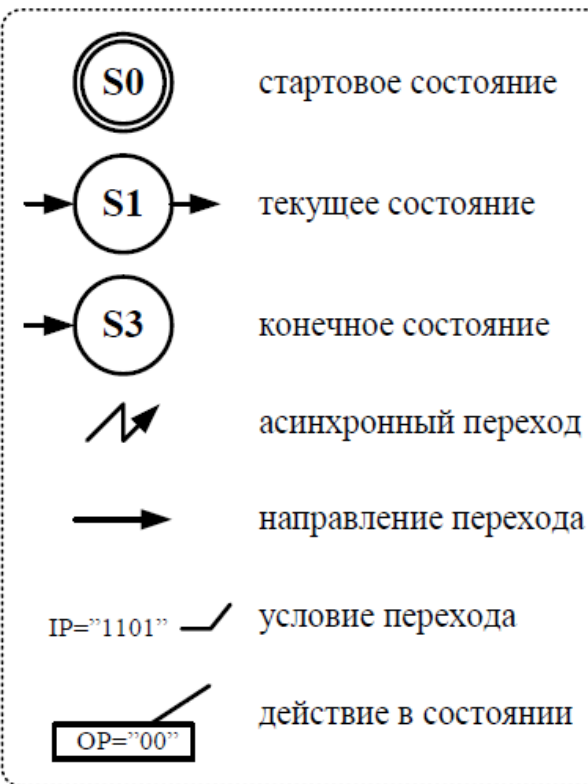 S0 стартовое состояние
S1 текущее состояние
S3 конечное состояние
асинхронный переход
направление перехода
IP=”1101” условие перехода
действие в состоянии
OP=”00”